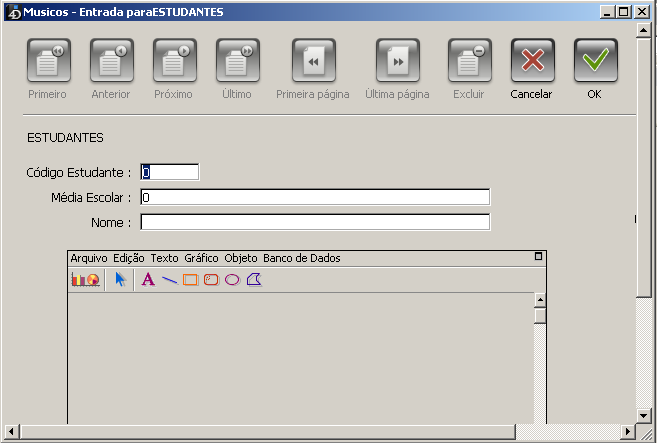 Musicos - Entrada paraESTUDANTES
Primeiro Anterior Próximo Último Primeira página Última página Excluir Cancelar OK
ESTUDANTES
Código Estudante : 0
Média Escolar : 0
Nome :
Arquivo Edição Texto Gráfico Objeto Banco de Dados
A